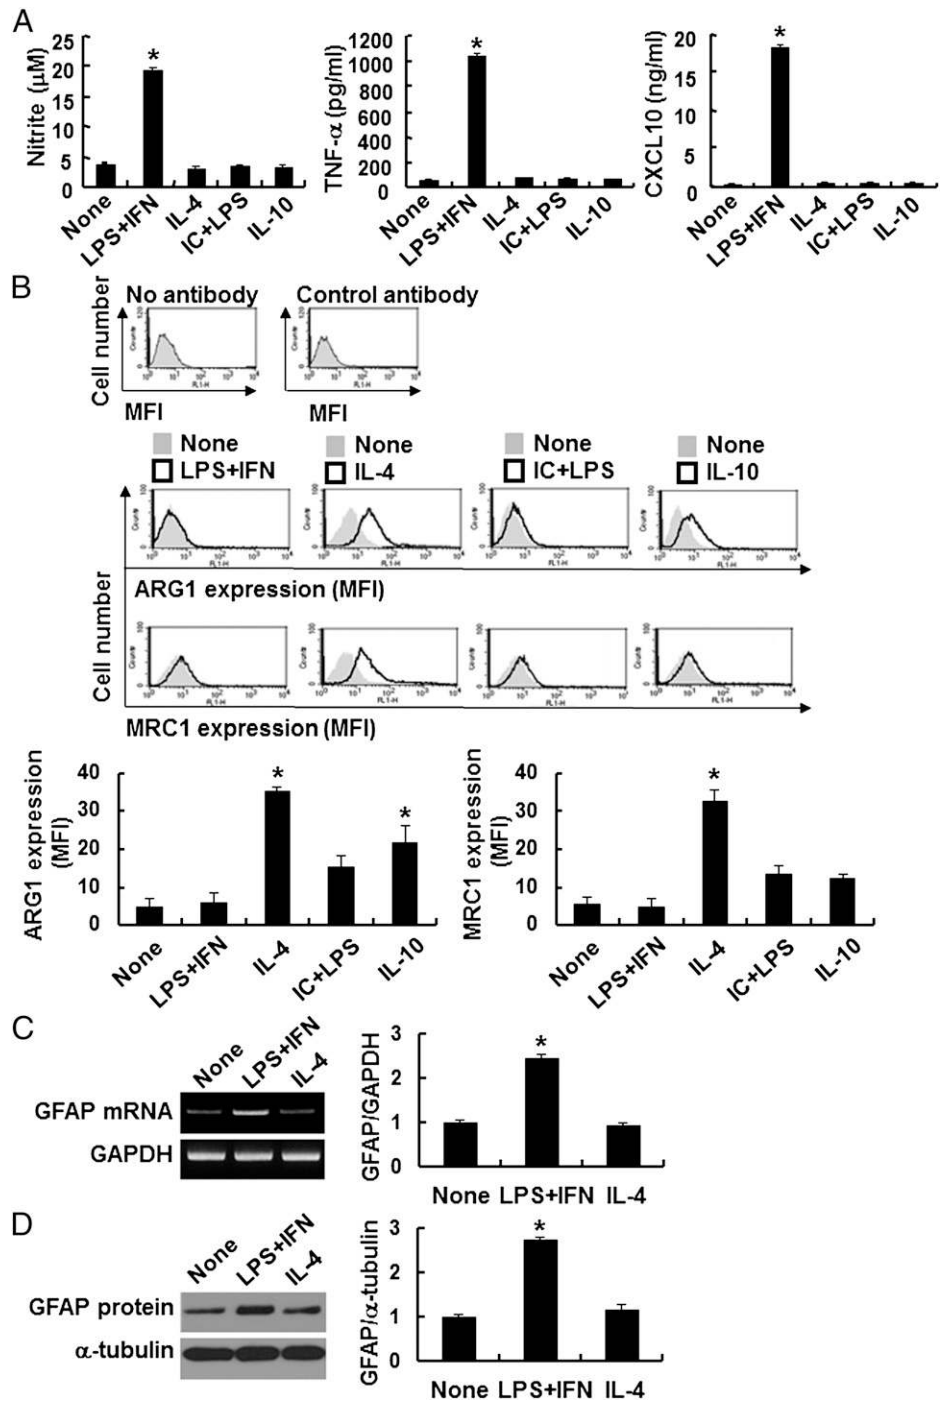 A
Nitrite (μM)
25
20
15
10
5
0
None
LPS+IFN
IL-4
IC+LPS
IL-10
TNF-α (pg/ml)
1200
1000
800
600
400
200
0
None
LPS+IFN
IL-4
IC+LPS
IL-10
CXCL10 (ng/ml)
20
15
10
5
0
None
LPS+IFN
IL-4
IC+LPS
IL-10
*
*
*
B
No antibody
Control antibody
Cell number
MFI
MFI
None
LPS+IFN
None
IL-4
None
IC+LPS
None
IL-10
ARG1 expression (MFI)
Cell number
MRC1 expression (MFI)
ARG1 expression
(MFI)
40
30
20
10
0
*
*
None
LPS+IFN
IL-4
IC+LPS
IL-10
MRC1 expression
(MFI)
40
30
20
10
0
*
None
LPS+IFN
IL-4
IC+LPS
IL-10
C
None
LPS+IFN
IL-4
GFAP mRNA
GAPDH
GFAP/GAPDH
3
2
1
0
*
None LPS+IFN IL-4
D
None
LPS+IFN
IL-4
GFAP protein
α-tubulin
GFAP/α-tubulin
3
2
1
0
*
None LPS+IFN IL-4